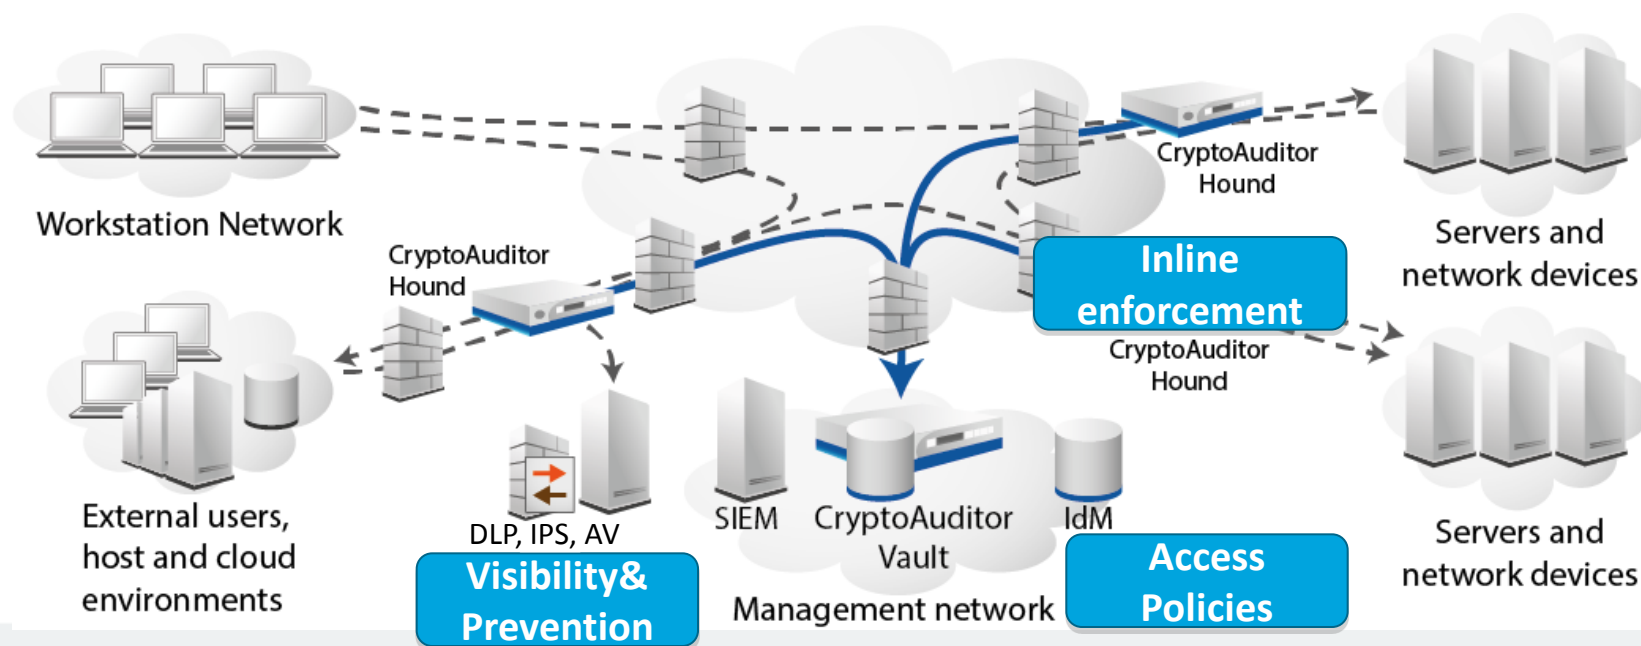 Workstation Network
CryptoAuditor
Hound
Servers and
network devices
CryptoAuditor
Hound
Inline
enforcement
CryptoAuditor
Hound
External users,
host and cloud
environments
DLP, IPS, AV
Visibility&
Prevention
SIEM
CryptoAuditor
Vault
IdM
Management network
Access
Policies
Servers and
network devices